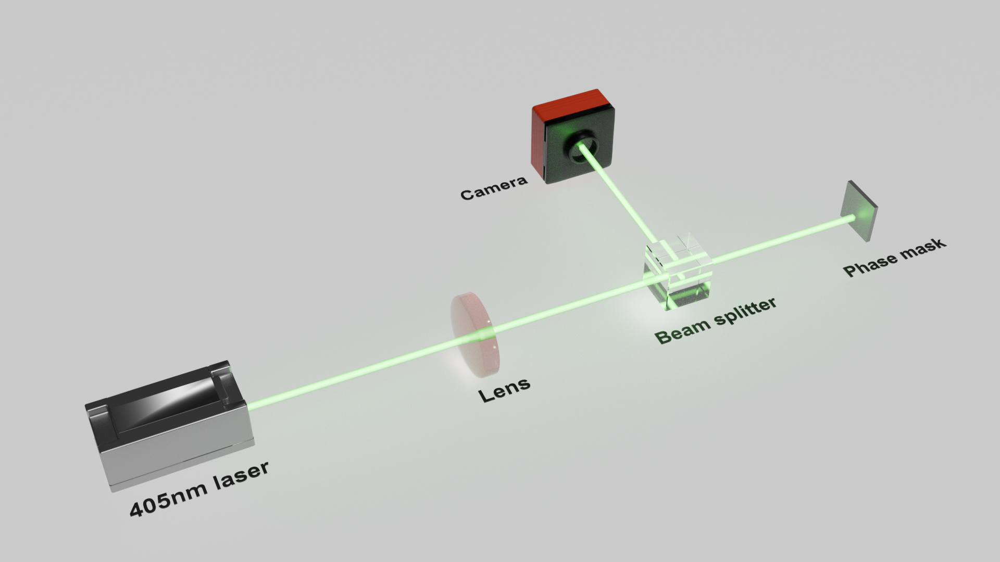 Camera
Phase mask
Beam splitter
Lens
405nm laser